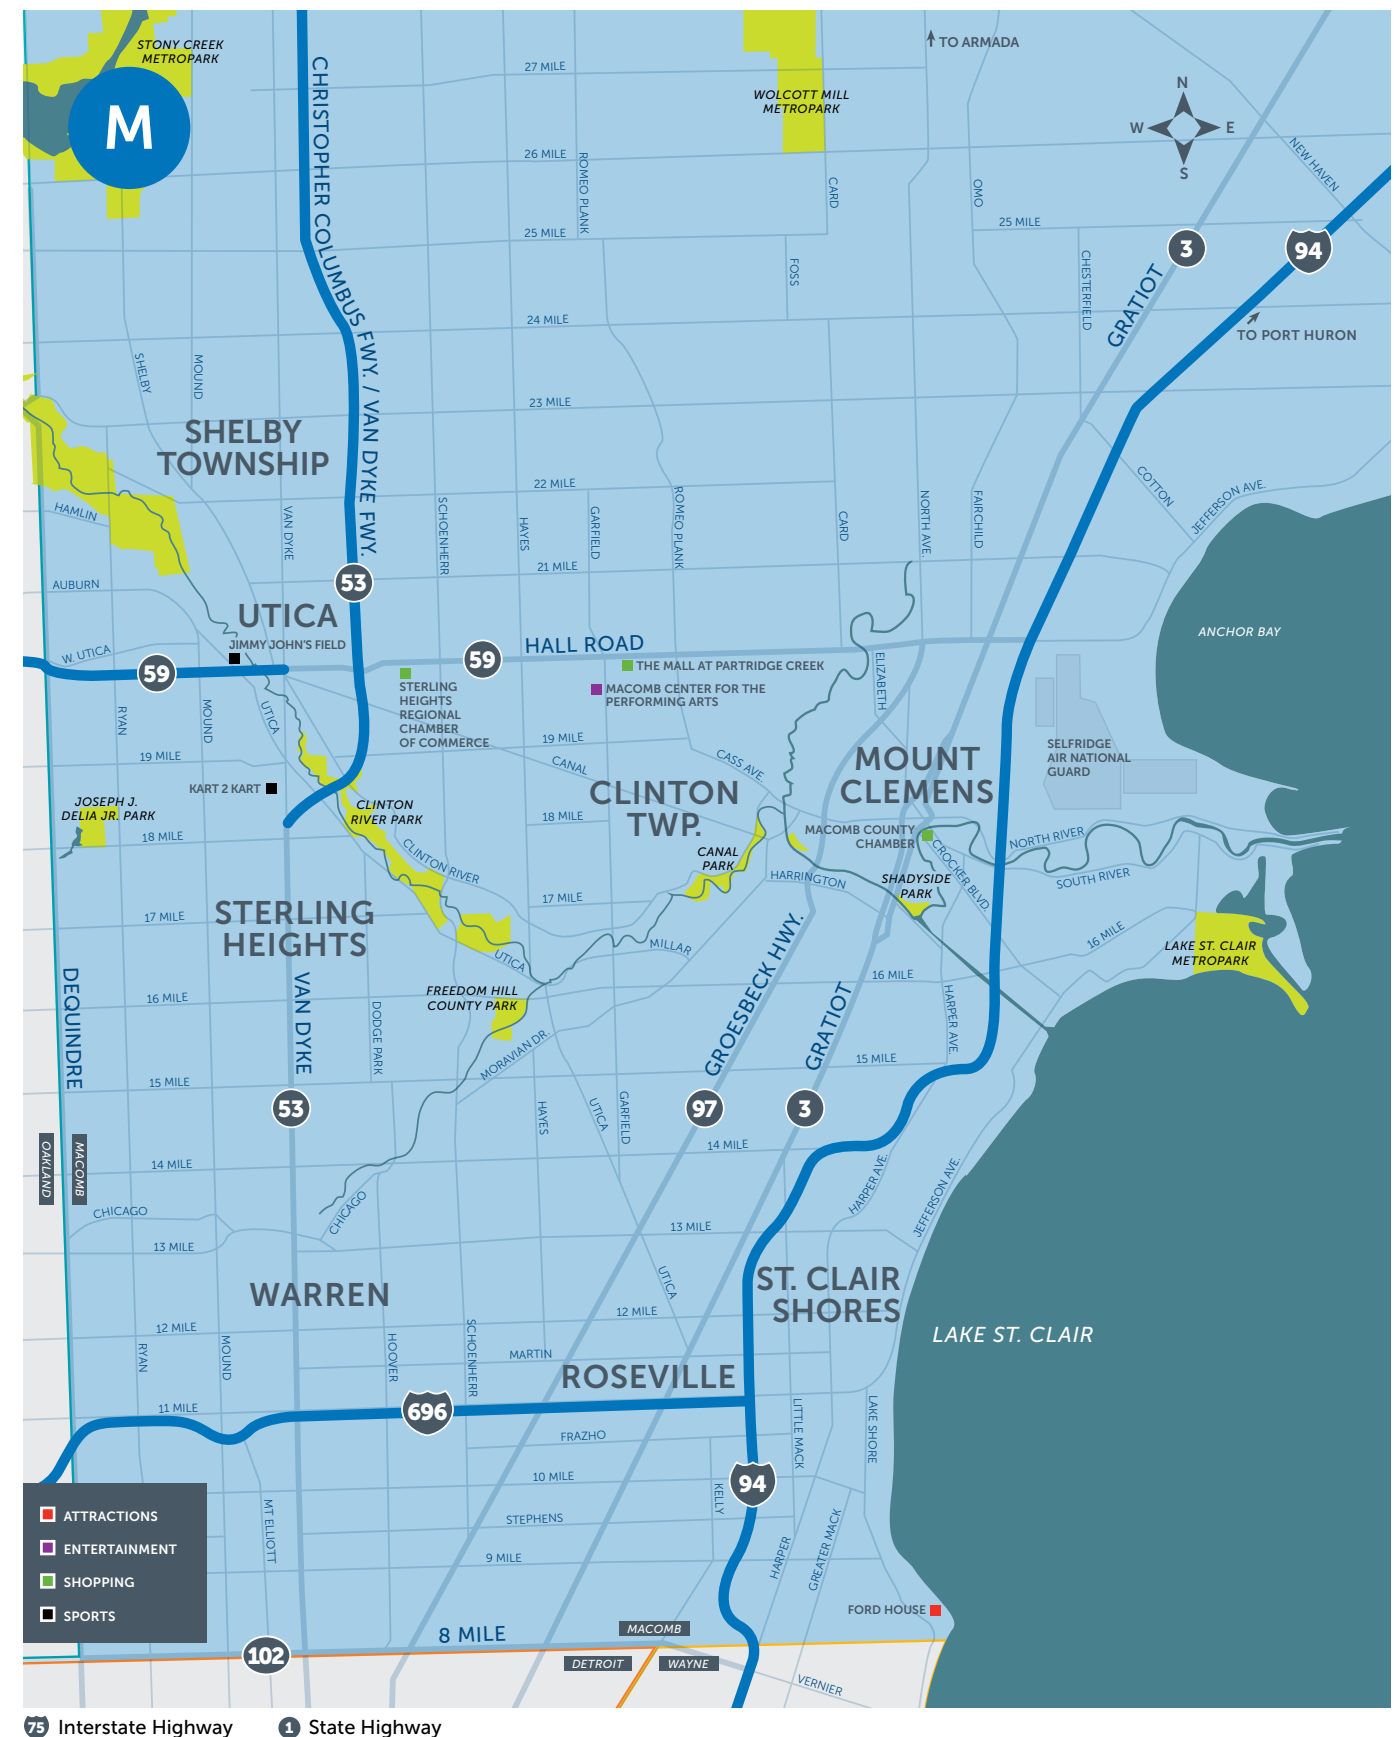 STONY CREEK
METROPARK
M
CHRISTOPHER COLUMBUS FWY. / VAN DYKE FWY.
27 MILE
WOLCOTT MILL
METROPARK
TO ARMADA
N
W
E
S
NEW HAVEN
26 MILE
ROMEO PLANK
CARD
OMO
25 MILE
25 MILE
3
94
FOSS
CHESTERFIELD
GRATIOT
24 MILE
TO PORT HURON
SHELBY
MOUND
23 MILE
SHELBY
TOWNSHIP
22 MILE
COTTON
JEFFERSON AVE.
HAMLIN
VAN DYKE
SCHOENHERR
HAYES
GARFIELD
ROMEO PLANK
CARD
NORTH AVE.
FAIRCHILD
21 MILE
AUBURN
53
UTICA
JIMMY JOHN'S FIELD
ANCHOR BAY
W. UTICA
59
59
HALL ROAD
THE MALL AT PARTRIDGE CREEK
ELIZABETH
STERLING
HEIGHTS
REGIONAL
CHAMBER
OF COMMERCE
MACOMB CENTER FOR THE
PERFORMING ARTS
RYAN
MOUND
UTICA
19 MILE
19 MILE
CANAL
CASS AVE.
MOUNT
CLEMENS
SELFRIDGE
AIR NATIONAL
GUARD
KART 2 KART
CLINTON
TWP.
JOSEPH J.
DELIA JR. PARK
CLINTON
RIVER PARK
18 MILE
18 MILE
MACOMB COUNTY
CHAMBER
NORTH RIVER
CLINTON RIVER
CANAL
PARK
HARRINGTON
SHADYSIDE
PARK
CROCKER BLVD.
SOUTH RIVER
17 MILE
17 MILE
STERLING
HEIGHTS
GROESBECK HWY.
16 MILE
MILLAR
UTICA
LAKE ST. CLAIR
METROPARK
DEQUINDRE
VAN DYKE
16 MILE
DODGE PARK
FREEDOM HILL
COUNTY PARK
16 MILE
GRATIOT
HARPER AVE.
MORAVIAN DR.
15 MILE
15 MILE
53
HAYES
UTICA
GARFIELD
97
3
OAKLAND
MACOMB
14 MILE
14 MILE
HARPER AVE.
JEFFERSON AVE.
CHICAGO
CHICAGO
13 MILE
13 MILE
WARREN
UTICA
ST. CLAIR
SHORES
12 MILE
12 MILE
LAKE ST. CLAIR
RYAN
MOUND
HOOVER
SCHOENHERR
MARTIN
ROSEVILLE
11 MILE
696
LITTLE MACK
LAKE SHORE
FRAZHO
10 MILE
94
KELLY
MT ELLIOTT
STEPHENS
HARPER
GREATER MACK
9 MILE
ATTRACTIONS
ENTERTAINMENT
SHOPPING
SPORTS
FORD HOUSE
8 MILE
MACOMB
102
DETROIT
WAYNE
VERNIER
75 Interstate Highway
1 State Highway